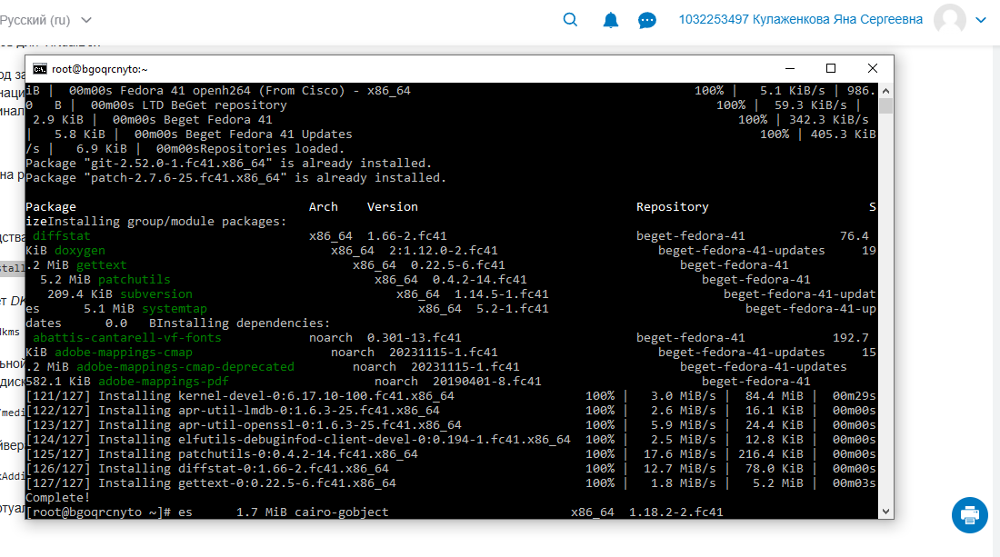 Русский (ru)
1032253497 Кулаженкова Яна Сергеевна
root@bgoqrcnyto:~
iB | 00m00s Fedora 41 openh264 (From Cisco) - x86_64 100% | 5.1 KiB/s | 986.
0 B | 00m00s LTD BeGet repository 100% | 59.3 KiB/s |
2.9 KiB | 00m00s Beget Fedora 41 100% | 342.3 KiB/s
| 5.8 KiB | 00m00s Beget Fedora 41 Updates 100% | 405.3 KiB
/s | 6.9 KiB | 00m00sRepositories loaded.
Package "git-2.52.0-1.fc41.x86_64" is already installed.
Package "patch-2.7.6-25.fc41.x86_64" is already installed.
Package Arch Version Repository S
izeInstalling group/module packages:
diffstat x86_64 1.66-2.fc41 beget-fedora-41 76.4
KiB doxygen x86_64 2:1.12.0-2.fc41 beget-fedora-41-updates 19
.2 MiB gettext x86_64 0.22.5-6.fc41 beget-fedora-41
5.2 MiB patchutils x86_64 0.4.2-14.fc41 beget-fedora-41
209.4 KiB subversion x86_64 1.14.5-1.fc41 beget-fedora-41-updat
es 5.1 MiB systemtap x86_64 5.2-1.fc41 beget-fedora-41-up
dates 0.0 BInstalling dependencies:
abattis-cantarell-vf-fonts noarch 0.301-13.fc41 beget-fedora-41 192.7
KiB adobe-mappings-cmap noarch 20231115-1.fc41 beget-fedora-41-updates 15
.2 MiB adobe-mappings-cmap-deprecated noarch 20231115-1.fc41 beget-fedora-41-updates
582.1 KiB adobe-mappings-pdf noarch 20190401-8.fc41 beget-fedora-41
[121/127] Installing kernel-devel-0:6.17.10-100.fc41.x86_64 100% | 3.0 MiB/s | 84.4 MiB | 00m29s
[122/127] Installing apr-util-lmdb-0:1.6.3-25.fc41.x86_64 100% | 2.6 MiB/s | 16.1 KiB | 00m00s
[123/127] Installing apr-util-openssl-0:1.6.3-25.fc41.x86_64 100% | 5.9 MiB/s | 24.4 KiB | 00m00s
[124/127] Installing elfutils-debuginfod-client-devel-0:0.194-1.fc41.x86_64 100% | 2.5 MiB/s | 12.8 KiB | 00m00s
[125/127] Installing patchutils-0:0.4.2-14.fc41.x86_64 100% | 17.6 MiB/s | 216.4 KiB | 00m00s
[126/127] Installing diffstat-0:1.66-2.fc41.x86_64 100% | 12.7 MiB/s | 78.0 KiB | 00m00s
[127/127] Installing gettext-0:0.22.5-6.fc41.x86_64 100% | 1.8 MiB/s | 5.2 MiB | 00m03s
Complete!
[root@bgoqrcnyto ~]# es 1.7 MiB cairo-gobject x86_64 1.18.2-2.fc41